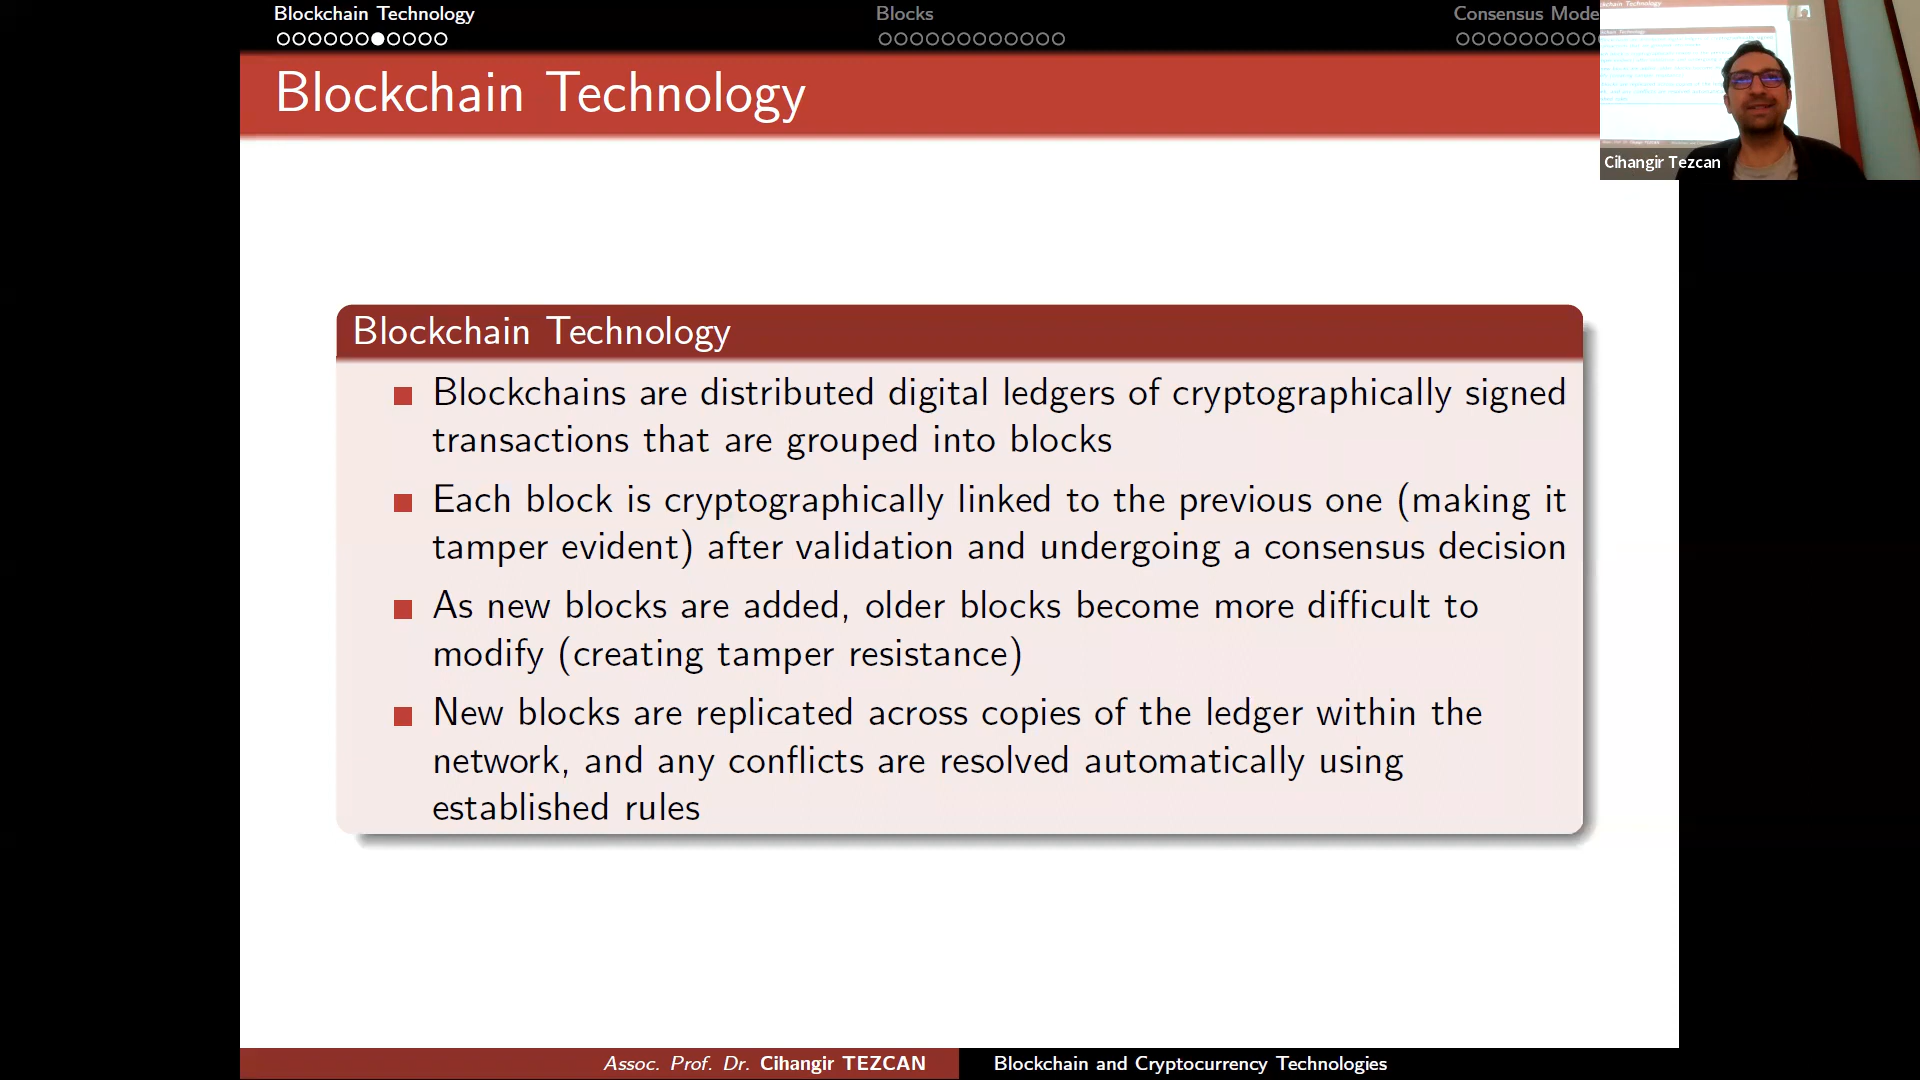 Blockchain Technology
Blocks
Consensus Mode
Blockchain Technology
Cihangir Tezcan
Blockchain Technology
Blockchains are distributed digital ledgers of cryptographically signed
transactions that are grouped into blocks
Each block is cryptographically linked to the previous one (making it
tamper evident) after validation and undergoing a consensus decision
As new blocks are added, older blocks become more difficult to
modify (creating tamper resistance)
New blocks are replicated across copies of the ledger within the
network, and any conflicts are resolved automatically using
established rules
Assoc. Prof. Dr. Cihangir TEZCAN
Blockchain and Cryptocurrency Technologies